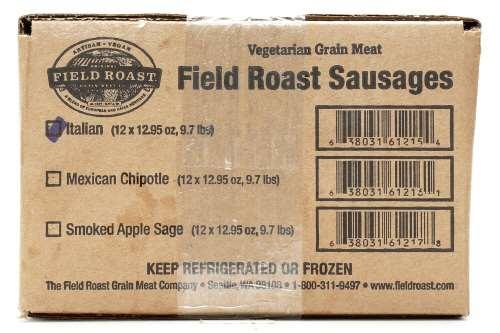 ARTISAN • VEGAN
Vegetarian Grain Meat
FIELD ROAST
Field Roast Sausages
Italian (12 x 12.95 oz, 9.7 lbs)
6 38031 61215 4
Mexican Chipotle (12 x 12.95 oz, 9.7 lbs)
6 38031 61216 1
Smoked Apple Sage (12 x 12.95 oz, 9.7 lbs)
6 38031 61217 8
KEEP REFRIGERATED OR FROZEN
The Field Roast Grain Meat Company • Seattle, WA 98108 • 1-800-311-9497 • www.fieldroast.com